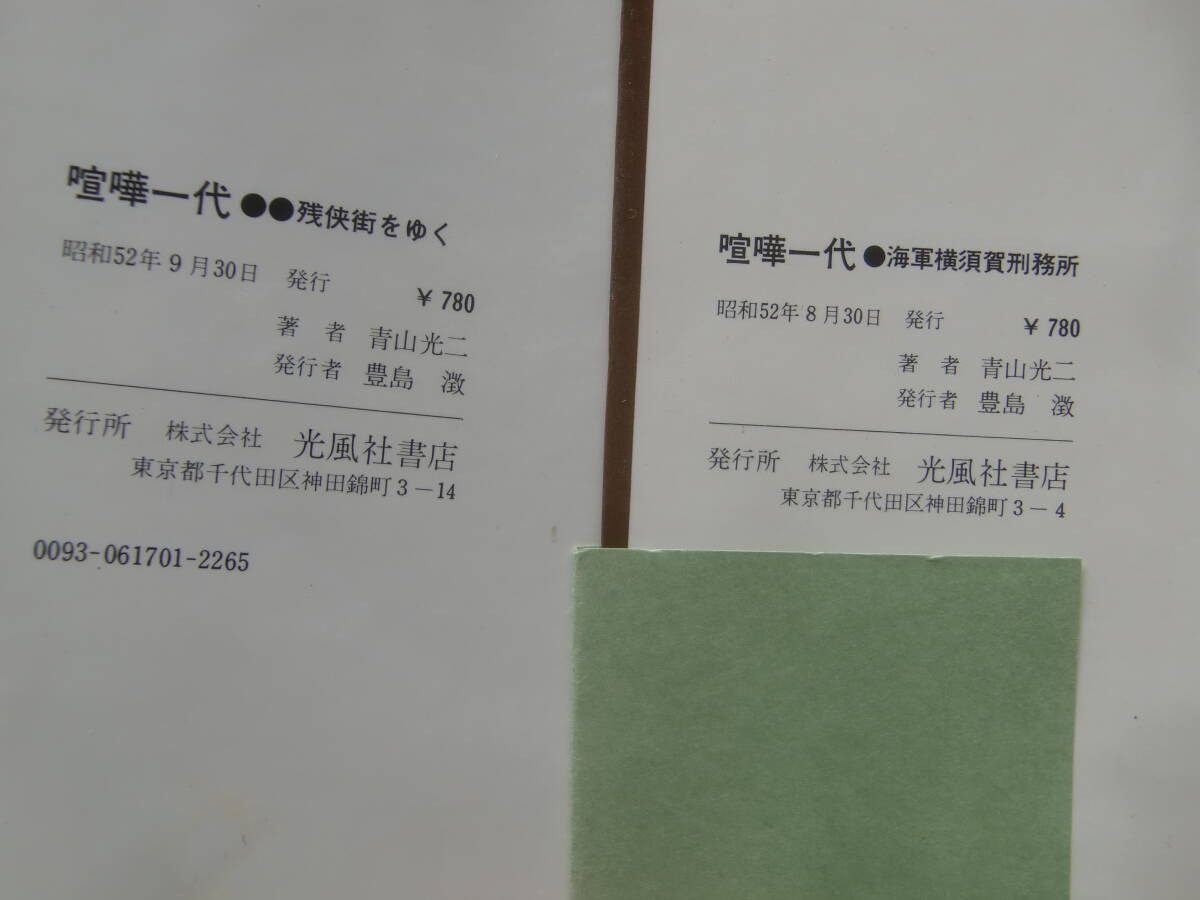 喧嘩一代●●残侠街をゆく
昭和52年9月30日 発行 ¥780
著者 青山光二
発行者 豊島 澂
発行所 株式会社 光風社書店
東京都千代田区神田錦町3-14
0093-061701-2265
喧嘩一代●海軍横須賀刑務所
昭和52年8月30日 発行 ¥780
著者 青山光二
発行者 豊島 澂
発行所 株式会社 光風社書店
東京都千代田区神田錦町3-4